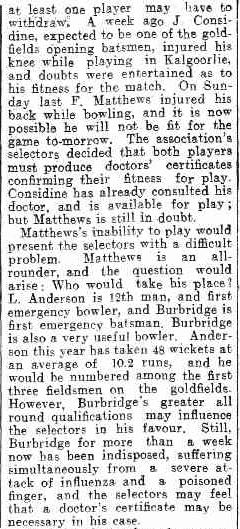 at least one player may have to
withdraw. A week ago J. Consi-
dine, expected to be one of the gold-
fields opening batsmen, injured his
knee while playing in Kalgoorlie,
and doubts were entertained as to
his fitness for the match. On Sun-
day last F. Matthews injured his
back while bowling, and it is now
possible he will not be fit for the
game to-morrow. The association's
selectors decided that both players
must produce doctors' certificates
confirming their fitness for play.
Considine has already consulted his
doctor, and is available for play;
but Matthews is still in doubt.
Matthews's inability to play would
present the selectors with a difficult
problem. Matthews is an all-
rounder, and the question would
arise: Who would take his place?
L. Anderson is 12th man, and first
emergency bowler, and Burbridge is
first emergency batsman. Burbridge
is also a very useful bowler. Ander-
son this year has taken 48 wickets at
an average of 10.2 runs, and he
would be numbered among the first
three fieldsmen on the goldfields.
However, Burbridge's greater all
round qualifications may influence
the selectors in his favour. Still,
Burbridge for more than a week
now has been indisposed, suffering
simultaneously from a severe at-
tack of influenza and a poisoned
finger, and the selectors may feel
that a doctor's certificate may be
necessary in his case.